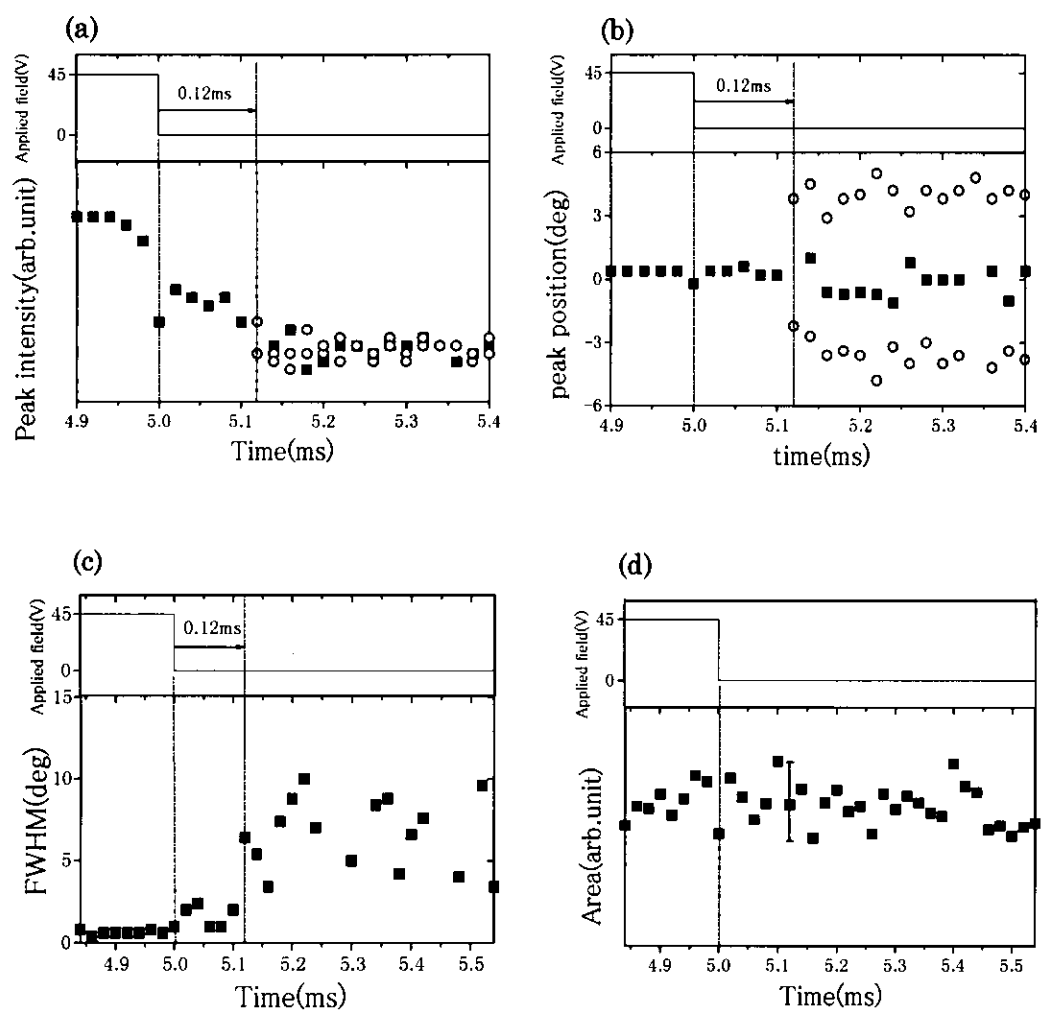 (a)
Applied field(V)
45
0
0.12ms
Peak intensity(arb.unit)
4.9 5.0 5.1 5.2 5.3 5.4
Time(ms)
(b)
Applied field(V)
45
0
0.12ms
peak position(deg)
6
3
0
-3
-6
4.9 5.0 5.1 5.2 5.3 5.4
time(ms)
(c)
Applied field(V)
45
0
0.12ms
FWHM(deg)
15
10
5
0
4.9 5.0 5.1 5.2 5.3 5.4 5.5
Time(ms)
(d)
Applied field(V)
45
0
Area(arb.unit)
4.9 5.0 5.1 5.2 5.3 5.4 5.5
Time(ms)